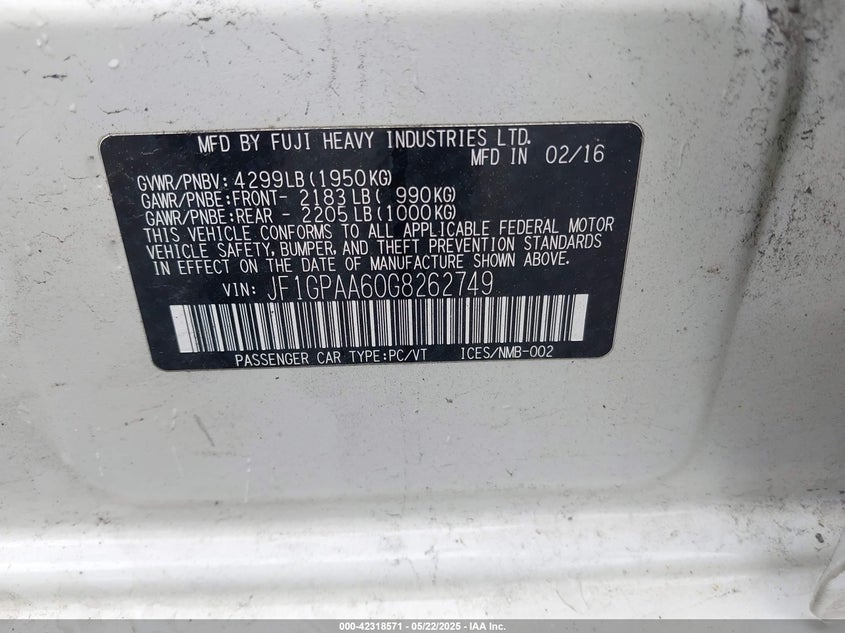 MFD BY FUJI HEAVY INDUSTRIES LTD.
MFD IN 02/16
GVWR/PNBV: 4299LB(1950KG)
GAWR/PNBE:FRONT- 2183LB( 990KG)
GAWR/PNBE:REAR - 2205LB(1000KG)
THIS VEHICLE CONFORMS TO ALL APPLICABLE FEDERAL MOTOR
VEHICLE SAFETY, BUMPER, AND THEFT PREVENTION STANDARDS
IN EFFECT ON THE DATE OF MANUFACTURE SHOWN ABOVE.
VIN: JF1GPAA60G8262749
PASSENGER CAR TYPE:PC/VT ICES/NMB-002
000-42318571 - 05/22/2025 - IAA Inc.